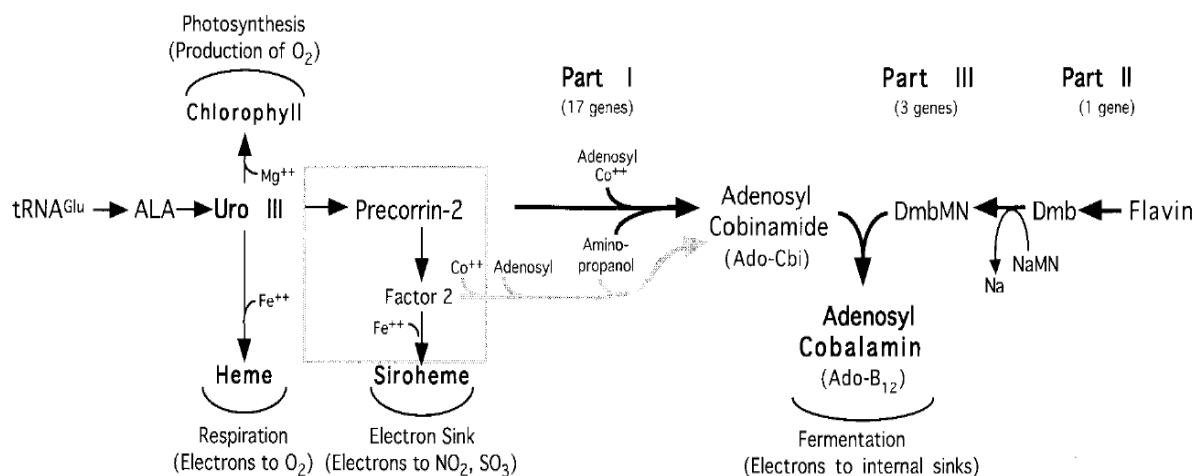 Photosynthesis
(Production of O2)
Chlorophyll
Mg++
Part I
(17 genes)
Part III
(3 genes)
Part II
(1 gene)
Adenosyl
Co++
tRNAGlu
ALA
Uro III
Precorrin-2
Adenosyl
Cobinamide
(Ado-Cbi)
DmbMN
Dmb
Flavin
Amino-
propanol
Co++
Adenosyl
NaMN
Na
Fe++
Factor 2
Fe++
Adenosyl
Cobalamin
(Ado-B12)
Heme
Siroheme
Respiration
(Electrons to O2)
Electron Sink
(Electrons to NO2, SO3)
Fermentation
(Electrons to internal sinks)